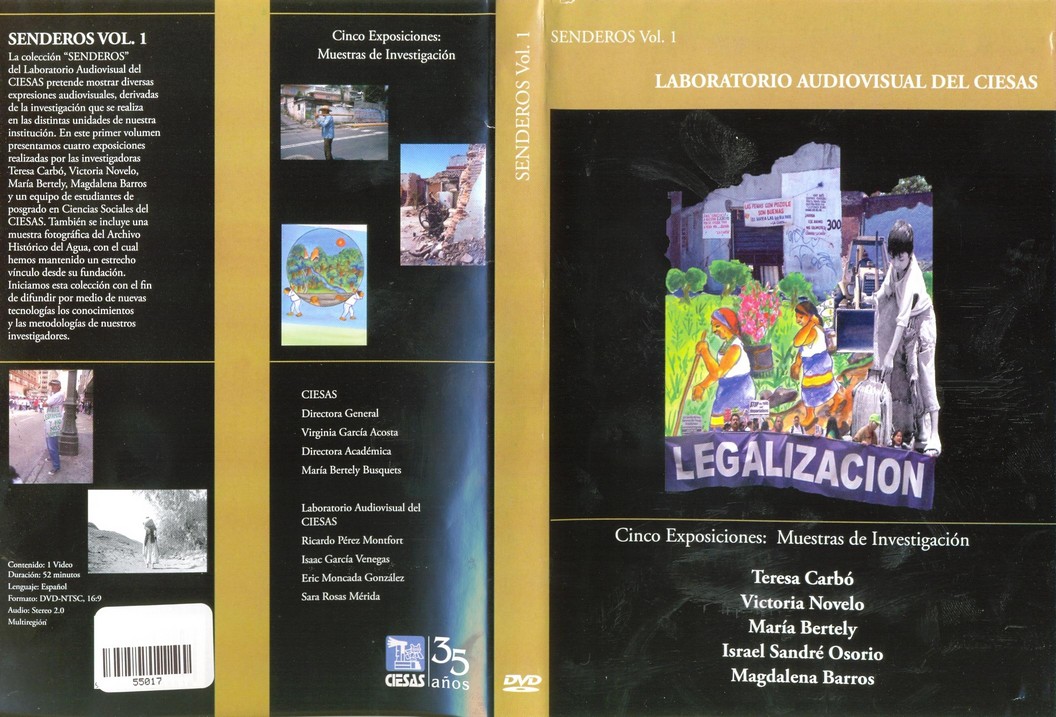 SENDEROS VOL. 1
La colección “SENDEROS”
del Laboratorio Audiovisual del
CIESAS pretende mostrar diversas
expresiones audiovisuales, derivadas
de la investigación que se realiza
en las distintas unidades de nuestra
institución. En este primer volumen
presentamos cuatro exposiciones
realizadas por las investigadoras
Teresa Carbó, Victoria Novelo,
María Bertely, Magdalena Barros
y un equipo de estudiantes de
posgrado en Ciencias Sociales del
CIESAS. También se incluye una
muestra fotográfica del Archivo
Histórico del Agua, con el cual
hemos mantenido un estrecho
vínculo desde su fundación.
Iniciamos esta colección con el fin
de difundir por medio de nuevas
tecnologías los conocimientos
y las metodologías de nuestros
investigadores.
Contenido: 1 Video
Duración: 52 minutos
Lenguaje: Español
Formato: DVD-NTSC, 16:9
Audio: Stereo 2.0
Multiregión
55017
Cinco Exposiciones:
Muestras de Investigación
CIESAS
Directora General
Virginia García Acosta
Directora Académica
María Bertely Busquets
Laboratorio Audiovisual del
CIESAS
Ricardo Pérez Montfort
Isaac García Venegas
Eric Moncada González
Sara Rosas Mérida
CIESAS
35
años
SENDEROS Vol. 1
DVD
VIDEO
SENDEROS Vol. 1
LABORATORIO AUDIOVISUAL DEL CIESAS
SON BUENAS
300
LEGALIZACION
Cinco Exposiciones: Muestras de Investigación
Teresa Carbó
Victoria Novelo
María Bertely
Israel Sandré Osorio
Magdalena Barros